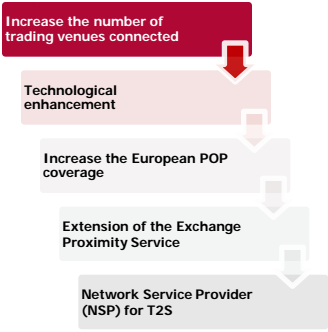 Increase the number of
trading venues connected
Technological
enhancement
Increase the European POP
coverage
Extension of the Exchange
Proximity Service
Network Service Provider
(NSP) for T2S